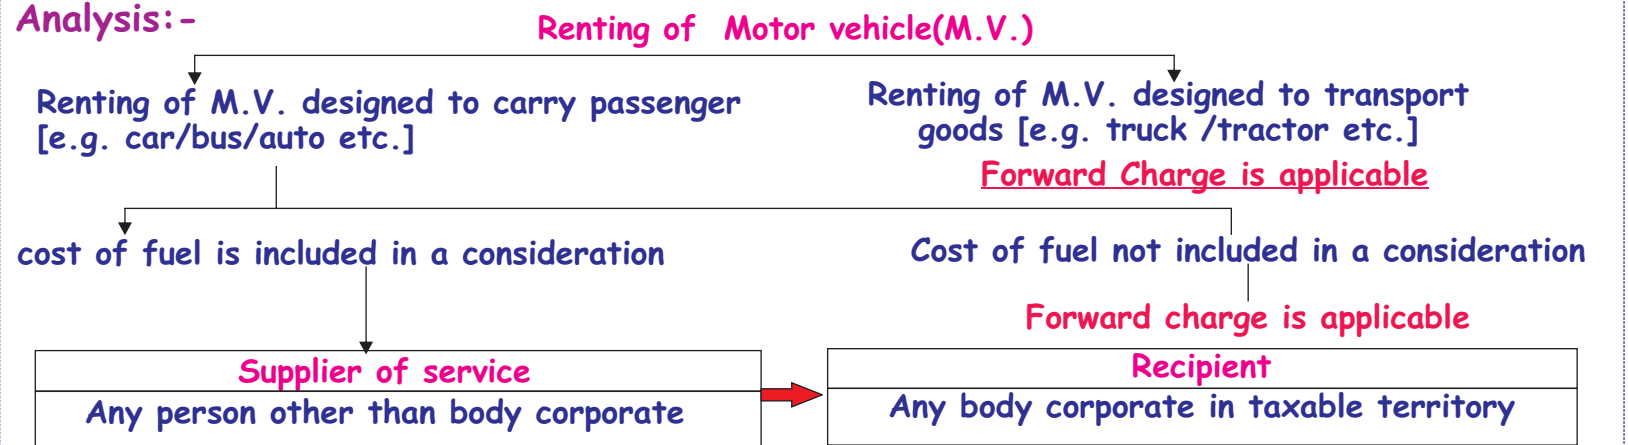 Analysis:-
Renting of Motor vehicle(M.V.)
Renting of M.V. designed to carry passenger
[e.g. car/bus/auto etc.]
Renting of M.V. designed to transport
goods [e.g. truck /tractor etc.]
Forward Charge is applicable
cost of fuel is included in a consideration
Cost of fuel not included in a consideration
Forward charge is applicable
Supplier of service
Any person other than body corporate
Recipient
Any body corporate in taxable territory